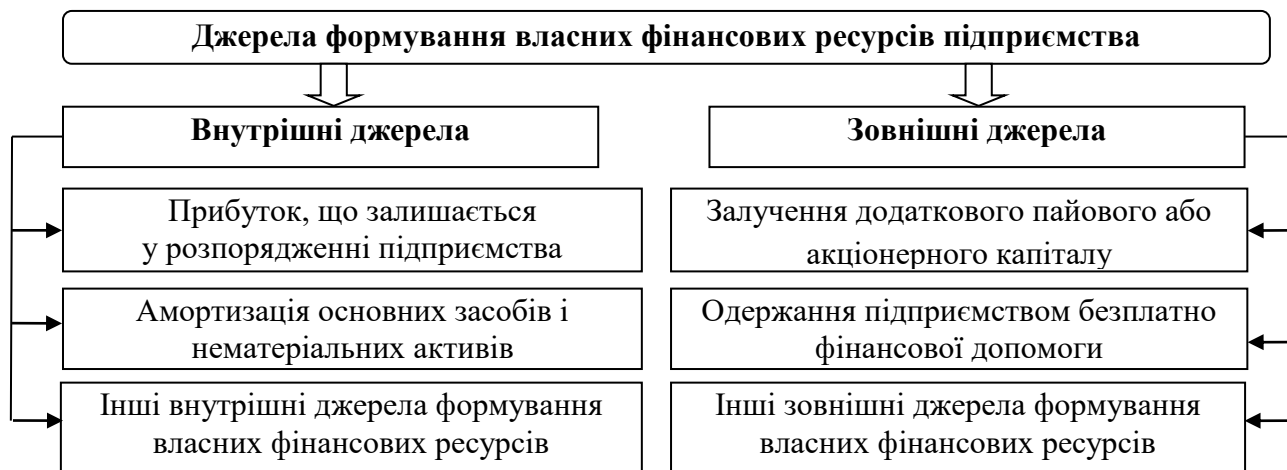 Джерела формування власних фінансових ресурсів підприємства
Внутрішні джерела
Прибуток, що залишається
у розпорядженні підприємства
Амортизація основних засобів і
нематеріальних активів
Інші внутрішні джерела формування
власних фінансових ресурсів
Зовнішні джерела
Залучення додаткового пайового або
акціонерного капіталу
Одержання підприємством безплатно
фінансової допомоги
Інші зовнішні джерела формування
власних фінансових ресурсів